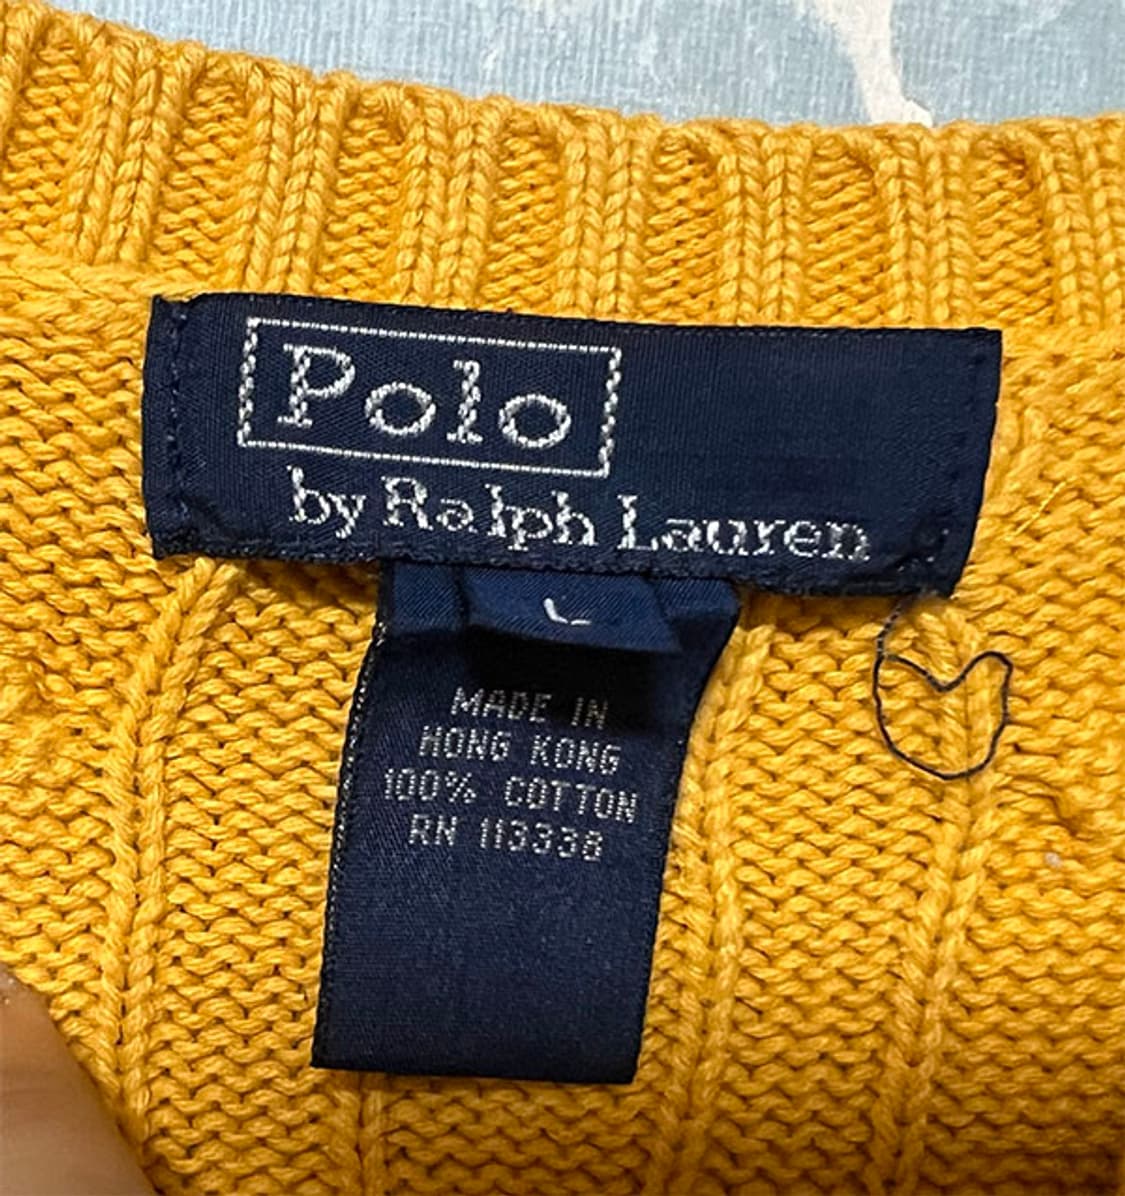 Polo
by Ralph Lauren
L
MADE IN
HONG KONG
100% COTTON
RN 113338